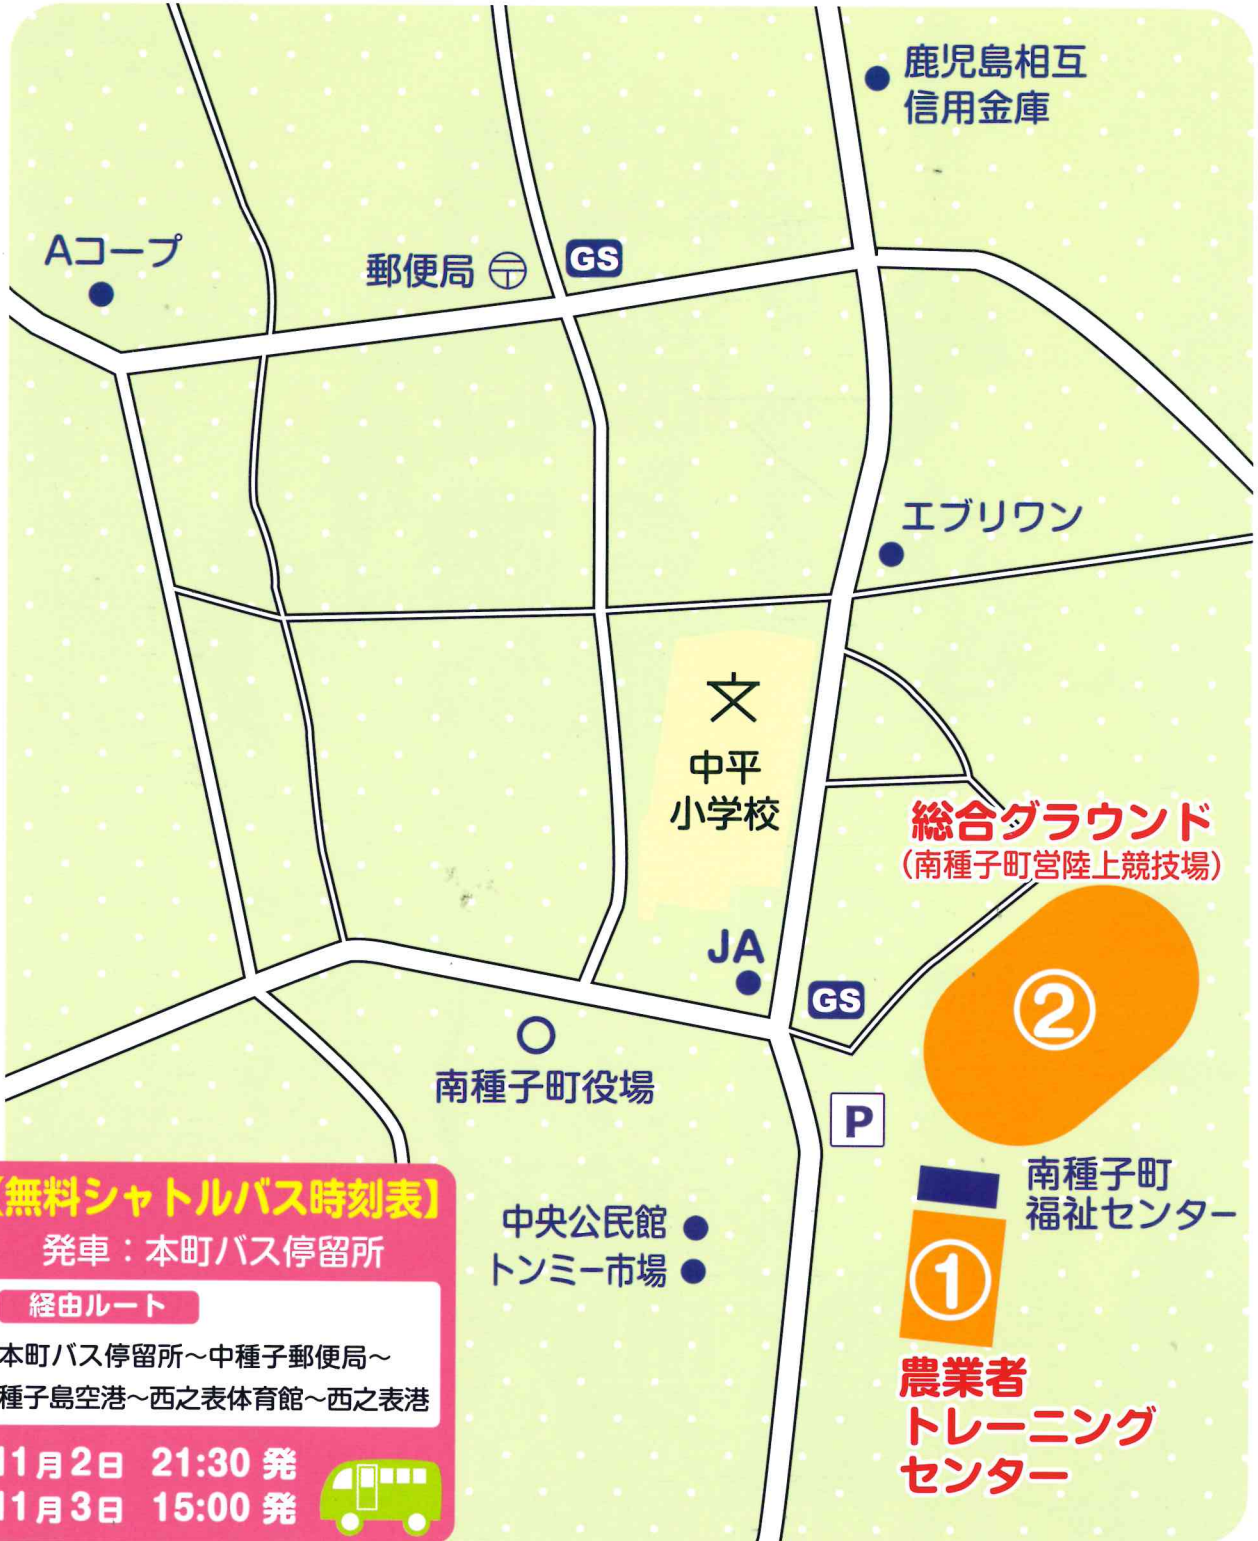 鹿児島相互
信用金庫
Aコープ
郵便局
GS
エブリワン
文
中平
小学校
総合グラウンド
(南種子町営陸上競技場)
JA
GS
②
南種子町役場
P
南種子町
福祉センター
中央公民館
トンミー市場
①
農業者
トレーニング
センター
【無料シャトルバス時刻表】
発車：本町バス停留所
経由ルート
本町バス停留所～中種子郵便局～
種子島空港～西之表体育館～西之表港
11月2日 21:30 発
11月3日 15:00 発